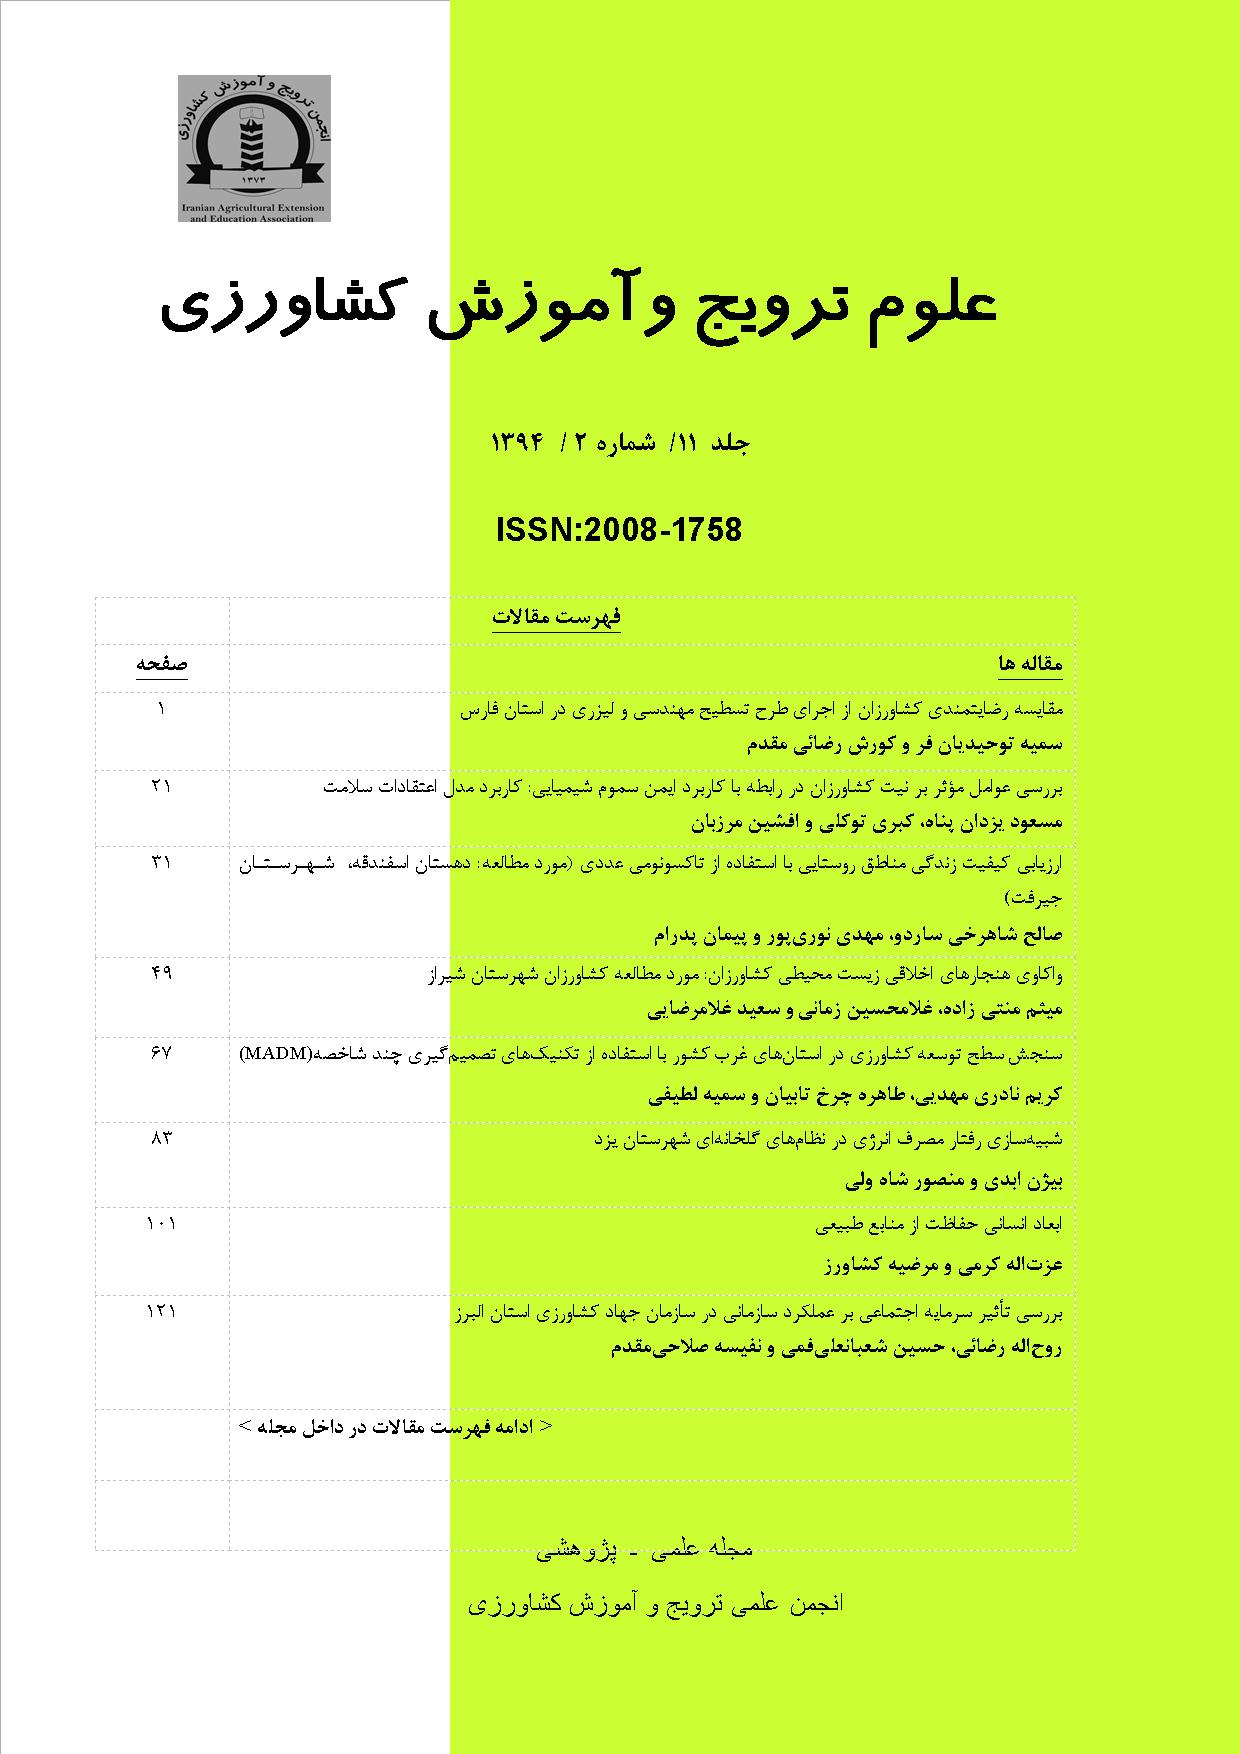 انجمن ترویج و آموزش کشاورزی
۱۳۷۳
Iranian Agricultural Extension
and Education Association
علوم ترویج وآموزش کشاورزی
جلد ۱۱/ شماره ۲ / ۱۳۹۴
ISSN:2008-1758
فهرست مقالات
مقاله ها صفحه
مقایسه رضایتمندی کشاورزان از اجرای طرح تسطیح مهندسی و لیزری در استان فارس ۱
سمیه توحیدیان فر و کورش رضائی مقدم
بررسی عوامل مؤثر بر نیت کشاورزان در رابطه با کاربرد ایمن سموم شیمیایی: کاربرد مدل اعتقادات سلامت ۲۱
مسعود یزدان پناه، کبری توکلی و افشین مرزبان
ارزیابی کیفیت زندگی مناطق روستایی با استفاده از تاکسونومی عددی (مورد مطالعه: دهستان اسفندقه، شـهـرسـتـان ۳۱
جیرفت)
صالح شاهرخی ساردو، مهدی نوری‌پور و پیمان پدرام
واکاوی هنجارهای اخلاقی زیست محیطی کشاورزان: مورد مطالعه کشاورزان شهرستان شیراز ۴۹
میثم منتی زاده، غلامحسین زمانی و سعید غلامرضایی
سنجش سطح توسعه کشاورزی در استان‌های غرب کشور با استفاده از تکنیک‌های تصمیم‌گیری چند شاخصه(MADM) ۶۷
کریم نادری مهدیی، طاهره چرخ تابیان و سمیه لطیفی
شبیه‌سازی رفتار مصرف انرژی در نظام‌های گلخانه‌ای شهرستان یزد ۸۳
بیژن ابدی و منصور شاه ولی
ابعاد انسانی حفاظت از منابع طبیعی ۱۰۱
عزت‌اله کرمی و مرضیه کشاورز
بررسی تأثیر سرمایه اجتماعی بر عملکرد سازمانی در سازمان جهاد کشاورزی استان البرز ۱۲۱
روح‌اله رضائی، حسین شعبانعلی‌فمی و نفیسه صلاحی‌مقدم
< ادامه فهرست مقالات در داخل مجله >
مجله علمی - پژوهشی
انجمن علمی ترویج و آموزش کشاورزی